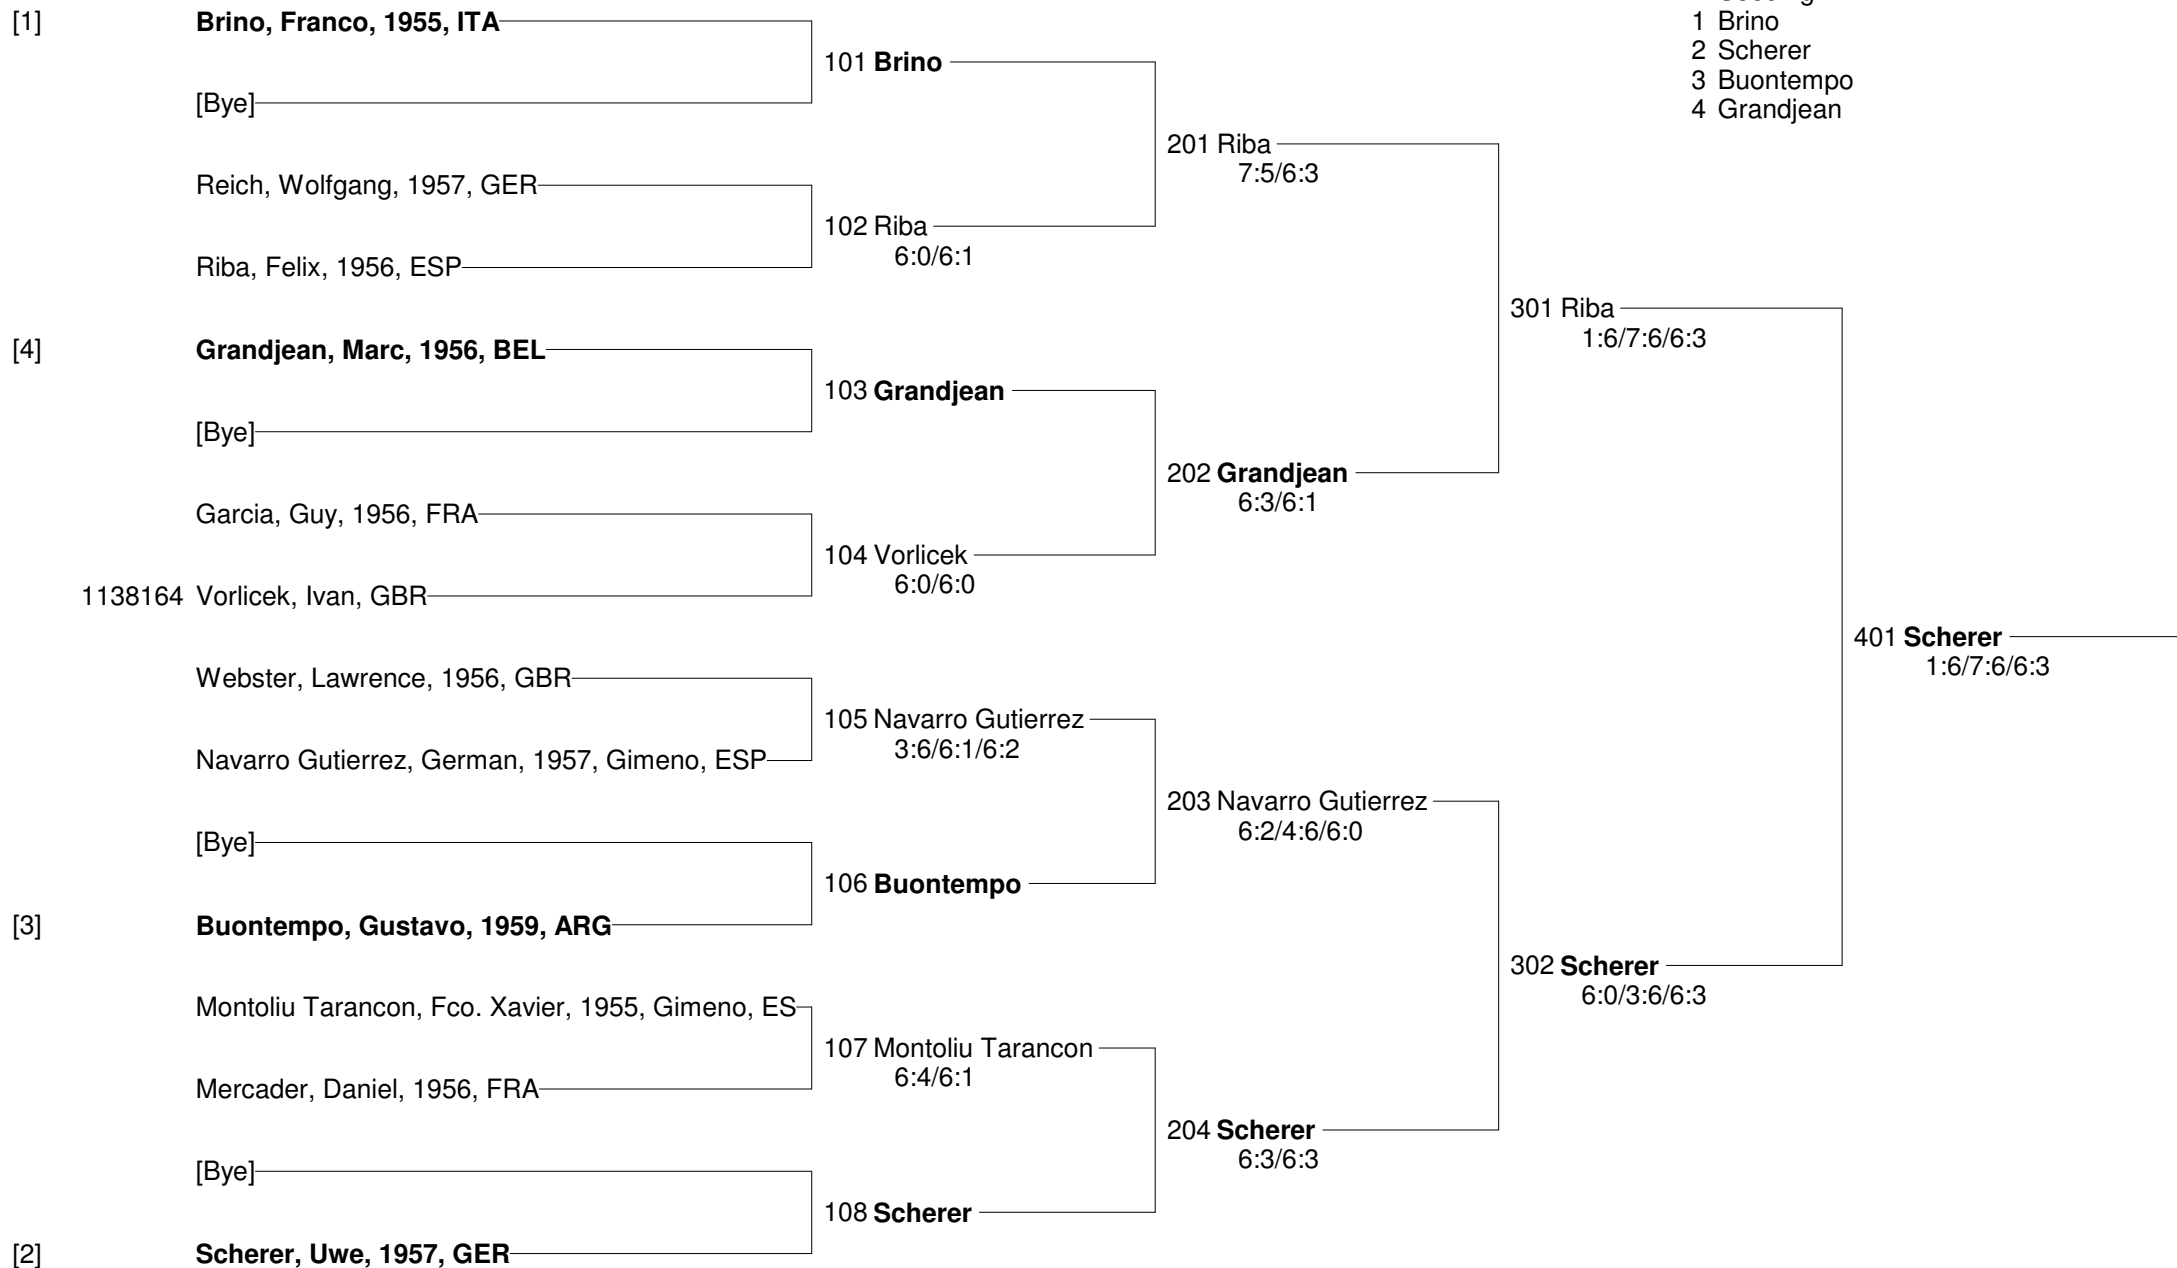 [1] Brino, Franco, 1955, ITA
[Bye]
Reich, Wolfgang, 1957, GER
Riba, Felix, 1956, ESP
[4] Grandjean, Marc, 1956, BEL
[Bye]
Garcia, Guy, 1956, FRA
1138164 Vorlicek, Ivan, GBR
Webster, Lawrence, 1956, GBR
Navarro Gutierrez, German, 1957, Gimeno, ESP
[Bye]
[3] Buontempo, Gustavo, 1959, ARG
Montoliu Tarancon, Fco. Xavier, 1955, Gimeno, ES
Mercader, Daniel, 1956, FRA
[Bye]
[2] Scherer, Uwe, 1957, GER
101 Brino
102 Riba
6:0/6:1
103 Grandjean
104 Vorlicek
6:0/6:0
105 Navarro Gutierrez
3:6/6:1/6:2
106 Buontempo
107 Montoliu Tarancon
6:4/6:1
108 Scherer
201 Riba
7:5/6:3
202 Grandjean
6:3/6:1
203 Navarro Gutierrez
6:2/4:6/6:0
204 Scherer
6:3/6:3
301 Riba
1:6/7:6/6:3
302 Scherer
6:0/3:6/6:3
401 Scherer
1:6/7:6/6:3
1 Brino
2 Scherer
3 Buontempo
4 Grandjean